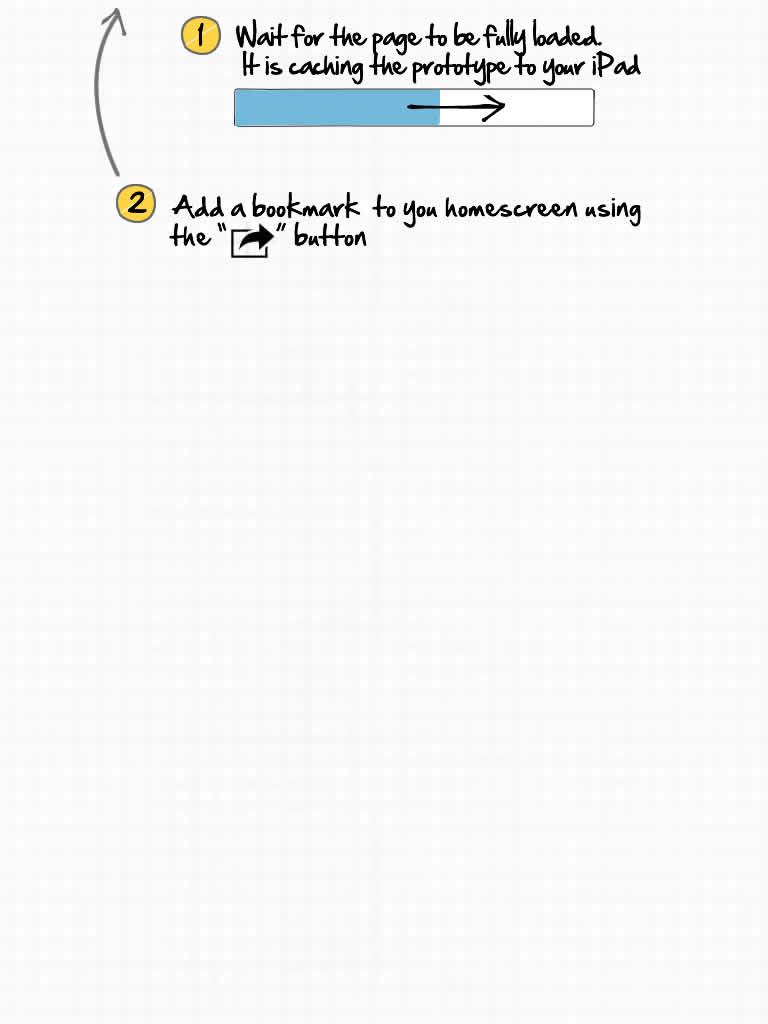 1 Wait for the page to be fully loaded.
It is caching the prototype to your iPad
2 Add a bookmark to you homescreen using
the " " button